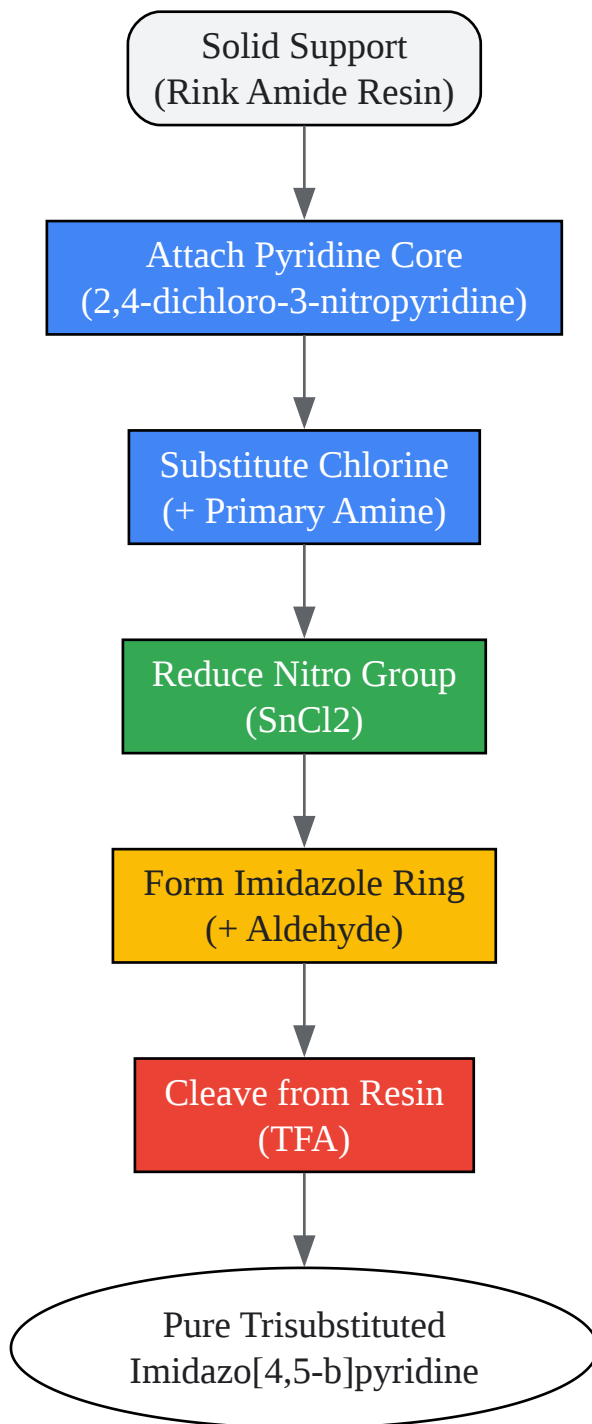 Solid Support
(Rink Amide Resin)
Attach Pyridine Core
(2,4-dichloro-3-nitropyridine)
Substitute Chlorine
(+ Primary Amine)
Reduce Nitro Group
(SnCl2)
Form Imidazole Ring
(+ Aldehyde)
Cleave from Resin
(TFA)
Pure Trisubstituted
Imidazo[4,5-b]pyridine